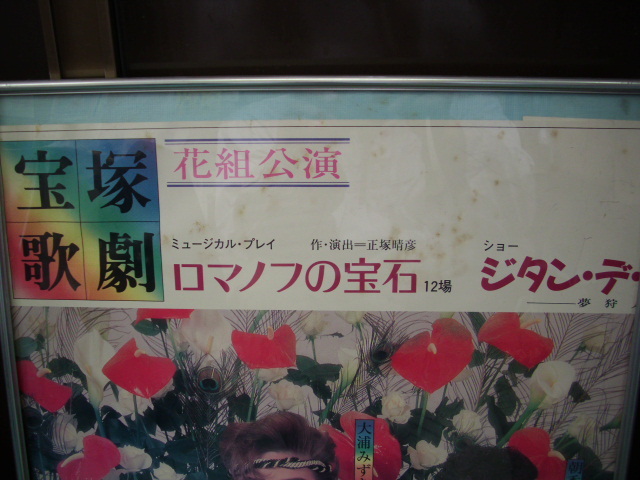 宝塚
歌劇
花組公演
ミュージカル・プレイ 作・演出=正塚晴彦
ロマノフの宝石 12場
ショー
ジタン・デ・
――夢狩
大浦みず